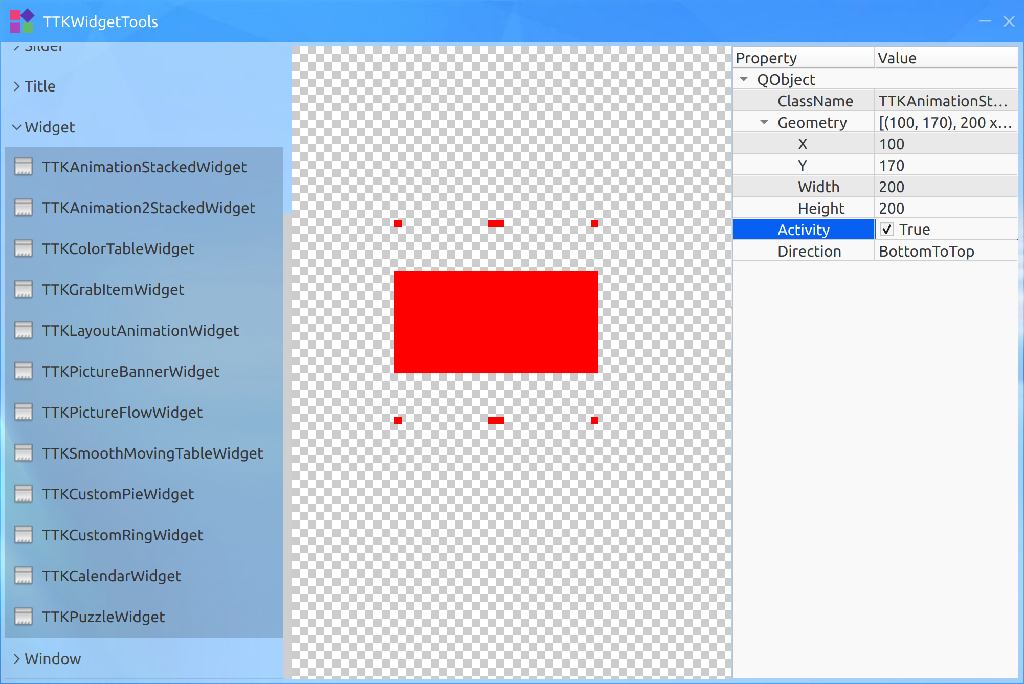 TTKWidgetTools
Slider
Title
Widget
TTKAnimationStackedWidget
TTKAnimation2StackedWidget
TTKColorTableWidget
TTKGrabItemWidget
TTKLayoutAnimationWidget
TTKPictureBannerWidget
TTKPictureFlowWidget
TTKSmoothMovingTableWidget
TTKCustomPieWidget
TTKCustomRingWidget
TTKCalendarWidget
TTKPuzzleWidget
Window
Property Value
QObject
ClassName TTKAnimationSt...
Geometry [(100, 170), 200 x...
X 100
Y 170
Width 200
Height 200
Activity True
Direction BottomToTop